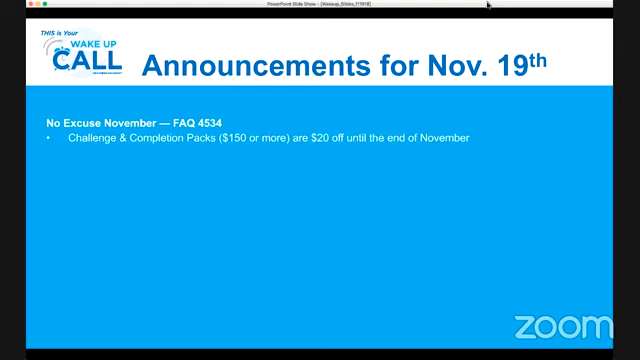 PowerPoint Slide Show - [Wakeup_Slides_111918]
THIS is Your
WAKE UP
CALL
Announcements for Nov. 19th
No Excuse November — FAQ 4534
• Challenge & Completion Packs ($150 or more) are $20 off until the end of November
zoom